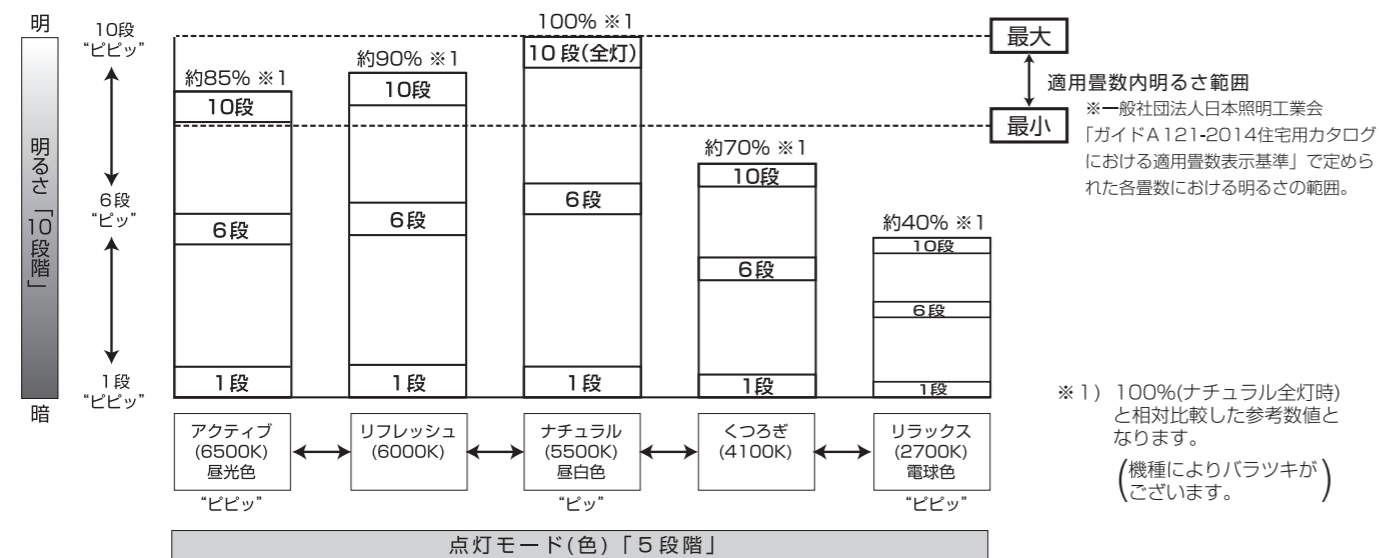 明
明るさ「10段階」
暗
10段
“ピピッ”
6段
“ピッ”
1段
“ピピッ”
約85% ※1
10段
6段
1段
約90% ※1
10段
6段
1段
100% ※1
10段(全灯)
6段
1段
約70% ※1
10段
6段
1段
約40% ※1
10段
6段
1段
最大
最小
適用畳数内明るさ範囲
※一般社団法人日本照明工業会
「ガイドA121-2014住宅用カタログ
における適用畳数表示基準」で定めら
れた各畳数における明るさの範囲。
アクティブ
(6500K)
昼光色
“ピピッ”
リフレッシュ
(6000K)
ナチュラル
(5500K)
昼白色
“ピッ”
くつろぎ
(4100K)
リラックス
(2700K)
電球色
“ピピッ”
点灯モード(色)「5段階」
※1) 100%(ナチュラル全灯時)
と相対比較した参考数値と
なります。
(機種によりバラツキが
ございます。)